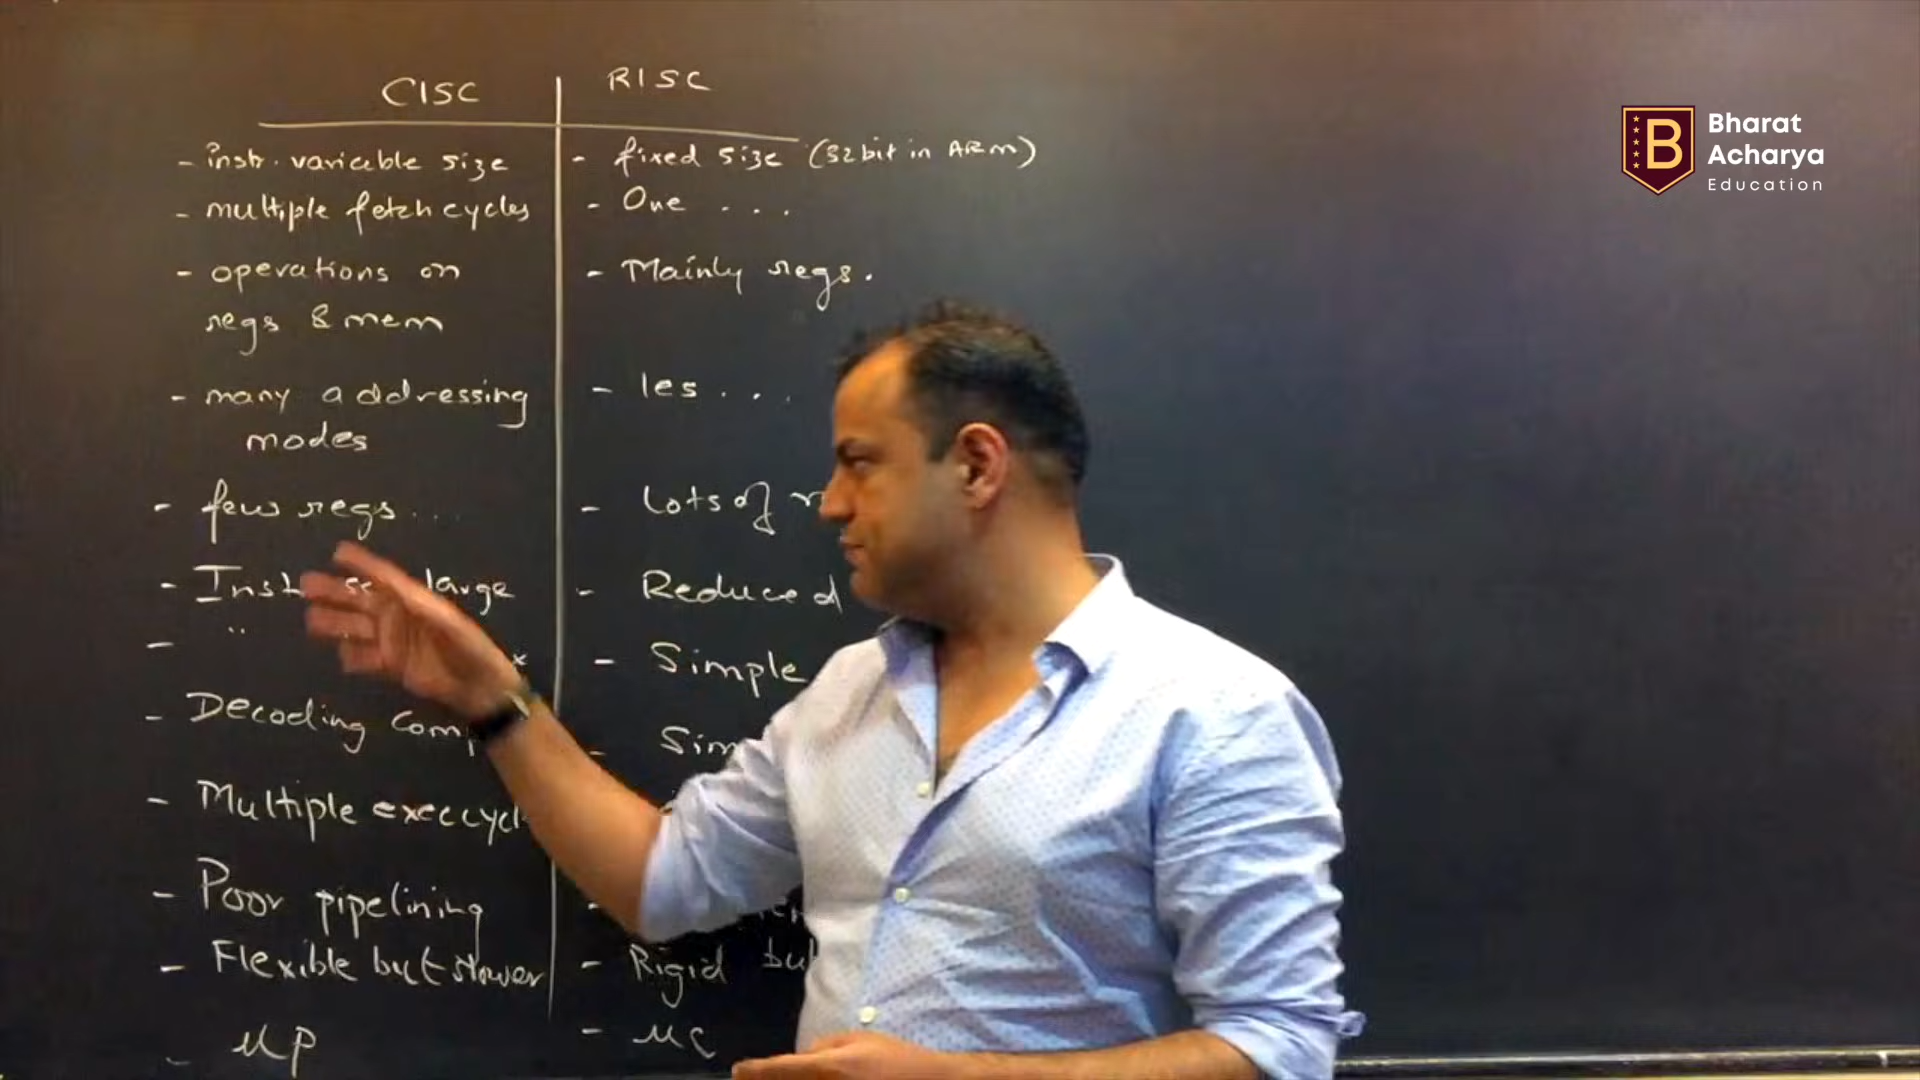 CISC
RISC
- instr. variable size
- fixed size (32 bit in ARM)
- multiple fetch cycles
- One ...
- operations on
regs & mem
- Mainly regs.
- many addressing
modes
- les ...
- few regs ...
- Lots of
- Inst large
- Reduced
- "
- Simple
- Decoding
- Multiple exec
- Poor pipelining
- Flexible but slower
- Rigid
- μP
- μC
B
Bharat
Acharya
Education